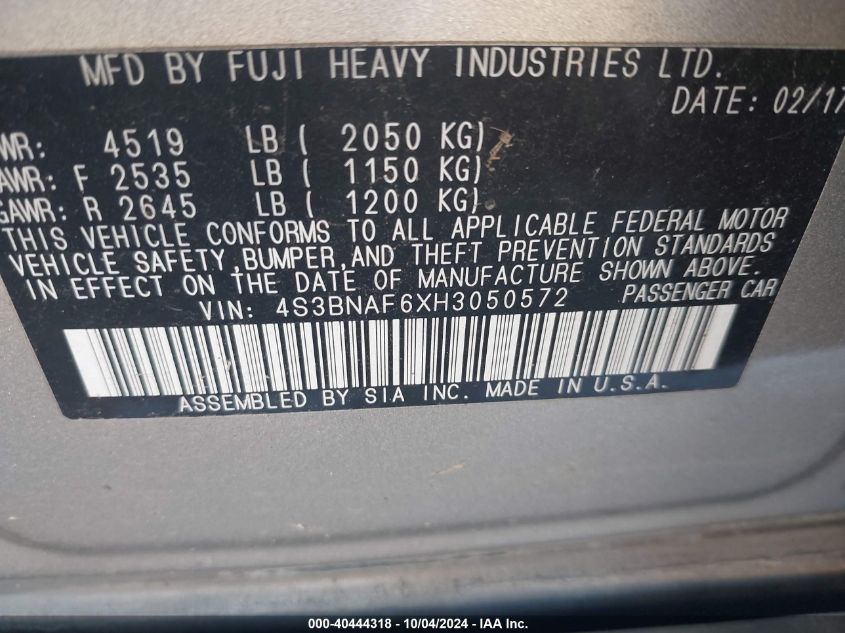 MFD BY FUJI HEAVY INDUSTRIES LTD.
DATE: 02/17
WR: 4519 LB ( 2050 KG)
AWR: F 2535 LB ( 1150 KG)
GAWR: R 2645 LB ( 1200 KG)
THIS VEHICLE CONFORMS TO ALL APPLICABLE FEDERAL MOTOR
VEHICLE SAFETY, BUMPER, AND THEFT PREVENTION STANDARDS
IN EFFECT ON THE DATE OF MANUFACTURE SHOWN ABOVE.
VIN: 4S3BNAF6XH3050572 PASSENGER CAR
ASSEMBLED BY SIA INC. MADE IN U.S.A.
000-40444318 - 10/04/2024 - IAA Inc.